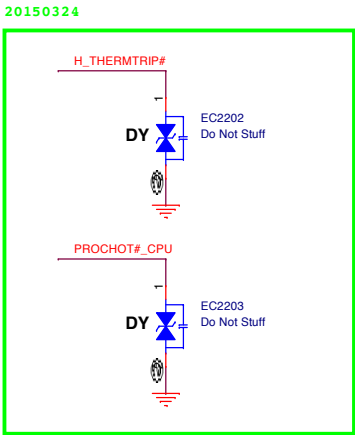 20150324
H_THERMTRIP#
1
EC2202
DY
Do Not Stuff
PROCHOT#_CPU
1
EC2203
DY
Do Not Stuff